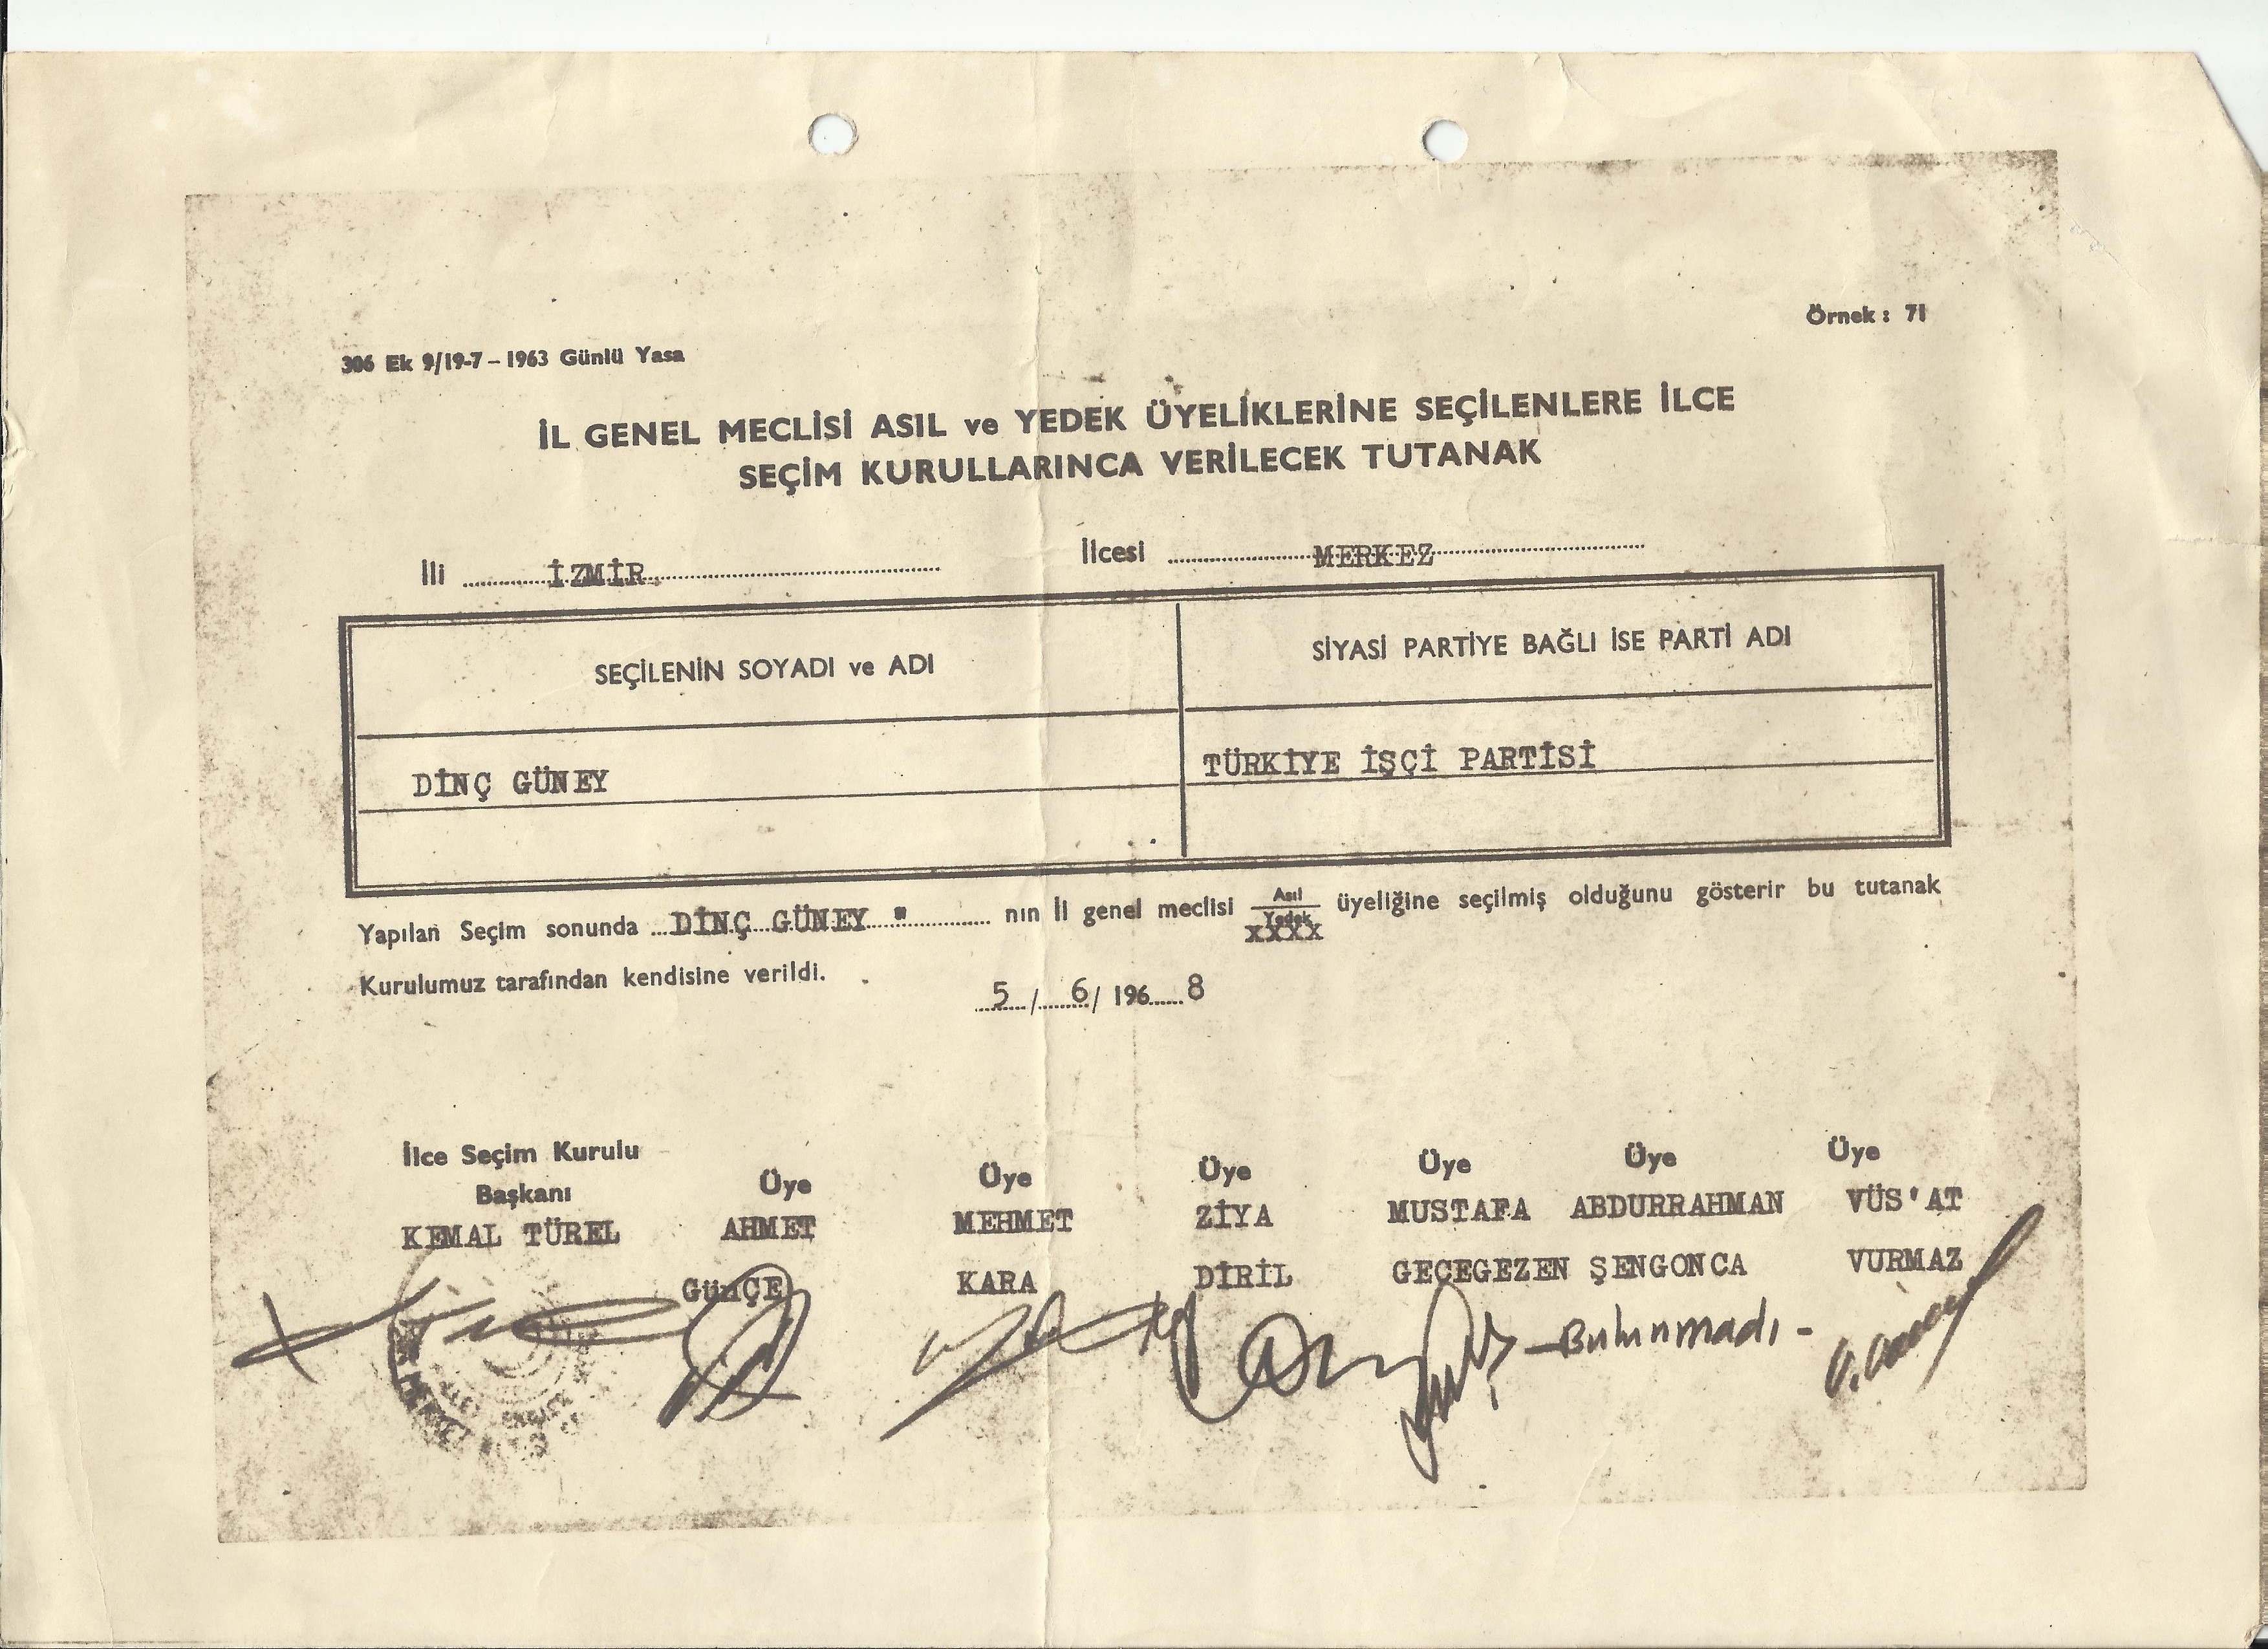 Örnek : 71
306 Ek 9/19-7-1963 Günlü Yasa
İL GENEL MECLİSİ ASIL ve YEDEK ÜYELİKLERİNE SEÇİLENLERE İLCE
SEÇİM KURULLARINCA VERİLECEK TUTANAK
İli İZMİR İlcesi MERKEZ
SEÇİLENİN SOYADI ve ADI SİYASİ PARTİYE BAĞLI İSE PARTİ ADI
DİNÇ GÜNEY TÜRKİYE İŞÇİ PARTİSİ
Yapılan Seçim sonunda DİNÇ GÜNEY " nın İl genel meclisi Asıl/Yedek üyeliğine seçilmiş olduğunu gösterir bu tutanak
XXXX
Kurulumuz tarafından kendisine verildi.
5 / 6 / 196 8
İlce Seçim Kurulu
Başkanı Üye Üye Üye Üye Üye Üye
KEMAL TÜREL AHMET MEHMET ZİYA MUSTAFA ABDURRAHMAN VÜS'AT
GünÇE KARA DİRİL GEÇEGEZEN ŞENGONCA VURMAZ
-Bulunmadı-